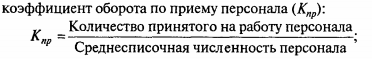 коэффициент оборота по приему персонала (Kпр):
Kпр = Количество принятого на работу персонала
Среднесписочная численность персонала;